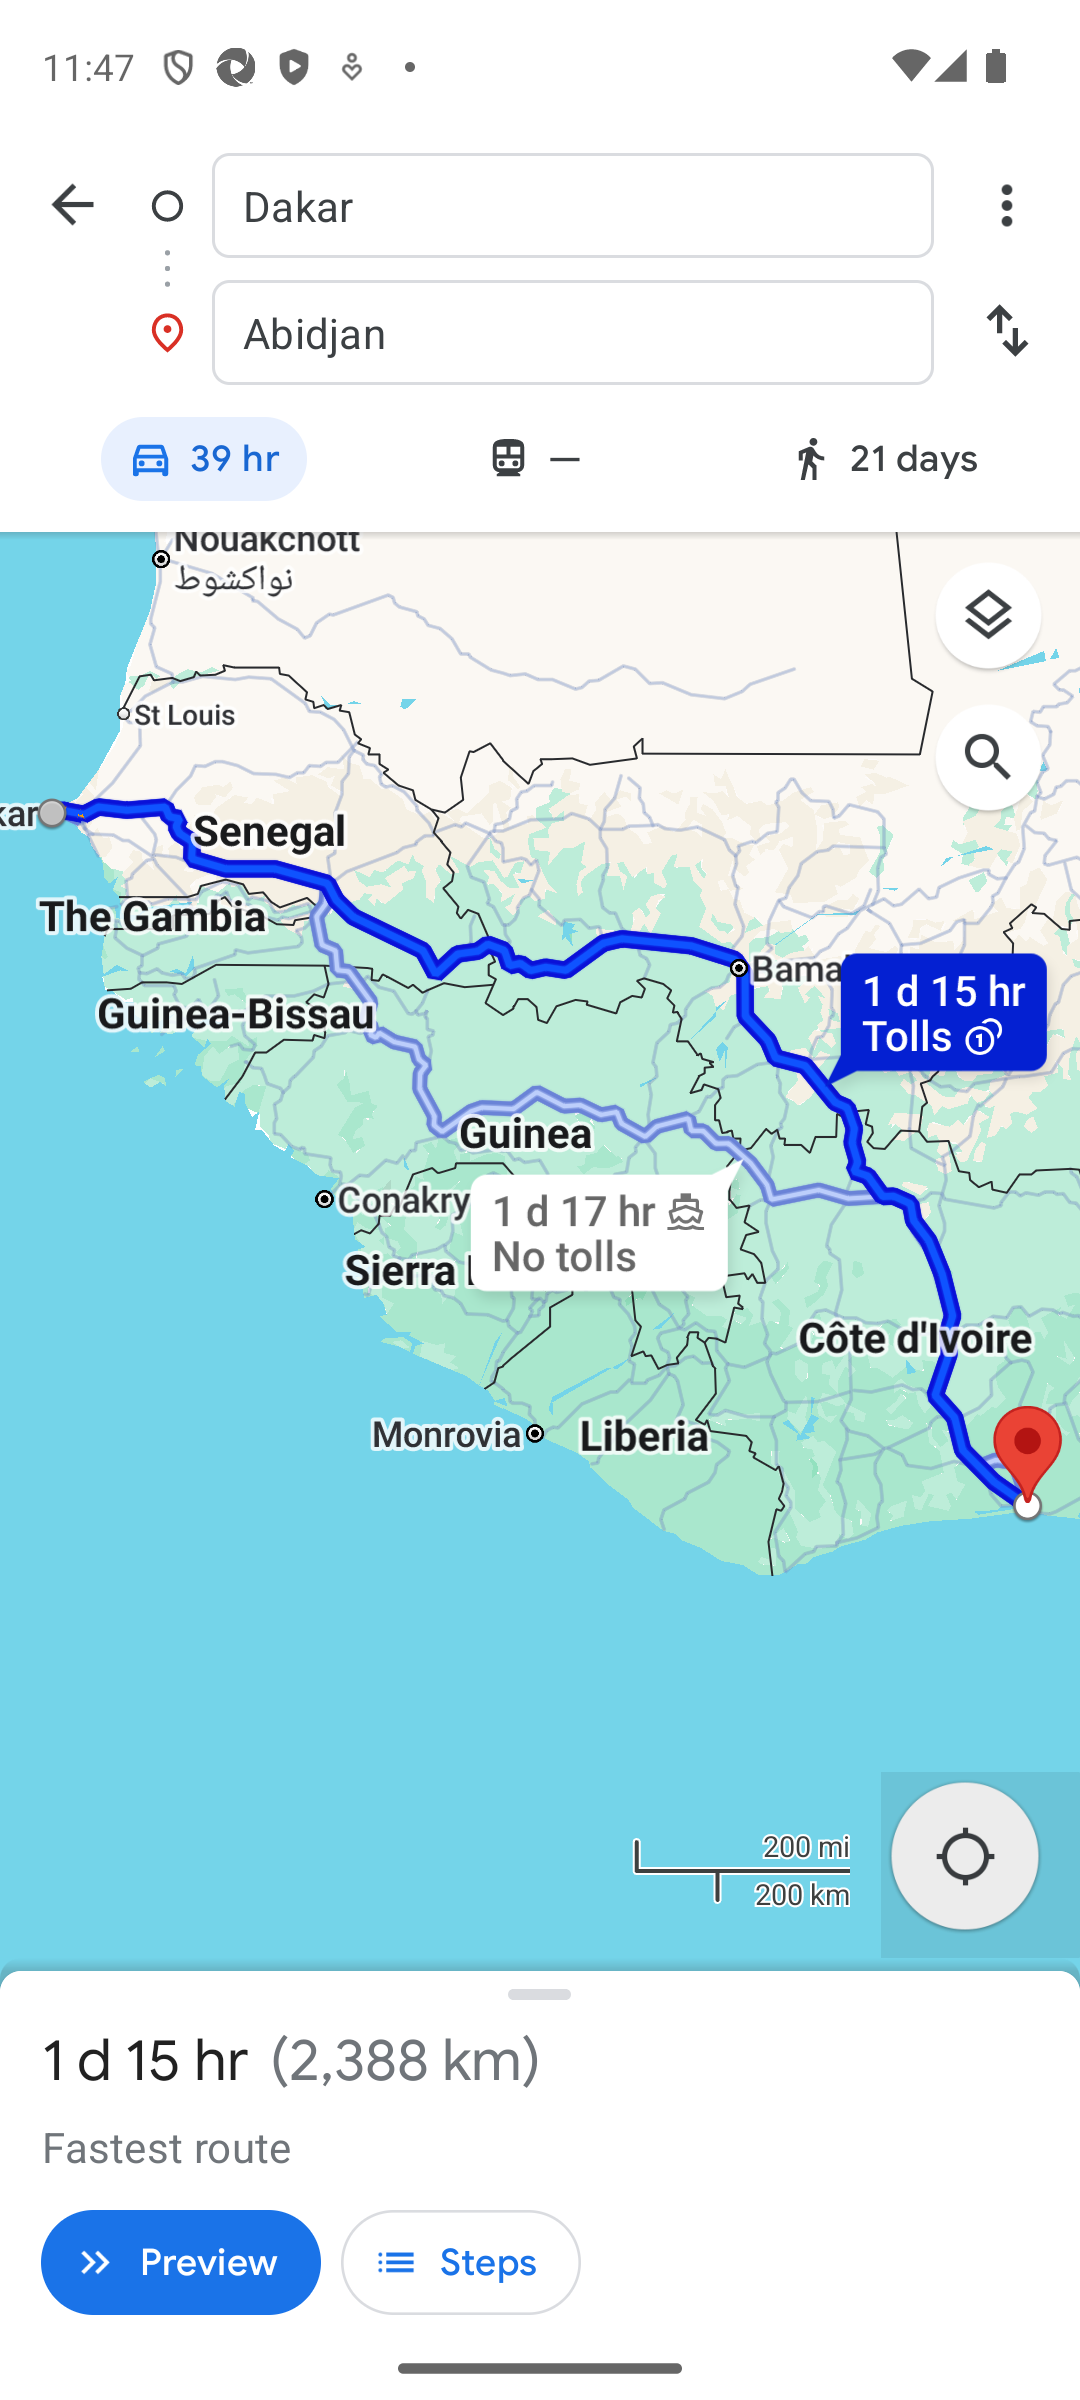 11:47
Dakar
Abidjan
39 hr
—
21 days
Nouakchott
نواكشوط
St Louis
Senegal
The Gambia
Guinea-Bissau
1 d 15 hr
Tolls
Guinea
Conakry
1 d 17 hr
No tolls
Sierra
Côte d'Ivoire
Monrovia
Liberia
200 mi
200 km
1 d 15 hr (2,388 km)
Fastest route
Preview
Steps